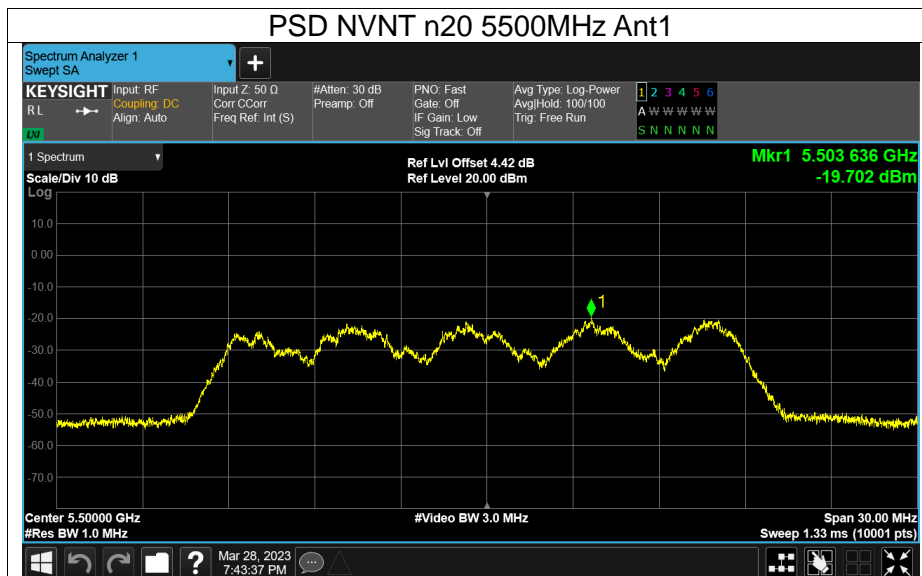 PSD NVNT n20 5500MHz Ant1
Spectrum Analyzer 1
Swept SA
+
KEYSIGHT
RL
LXI
Input: RF
Coupling: DC
Align: Auto
Input Z: 50 Ω
Corr CCorr
Freq Ref: Int (S)
#Atten: 30 dB
Preamp: Off
PNO: Fast
Gate: Off
IF Gain: Low
Sig Track: Off
Avg Type: Log-Power
Avg|Hold: 100/100
Trig: Free Run
1 2 3 4 5 6
A W W W W W
S N N N N N
1 Spectrum
Scale/Div 10 dB
Ref Lvl Offset 4.42 dB
Ref Level 20.00 dBm
Mkr1 5.503 636 GHz
-19.702 dBm
Log
10.0
0.00
-10.0
-20.0
-30.0
-40.0
-50.0
-60.0
-70.0
1
Center 5.50000 GHz
#Res BW 1.0 MHz
#Video BW 3.0 MHz
Span 30.00 MHz
Sweep 1.33 ms (10001 pts)
?
Mar 28, 2023
7:43:37 PM